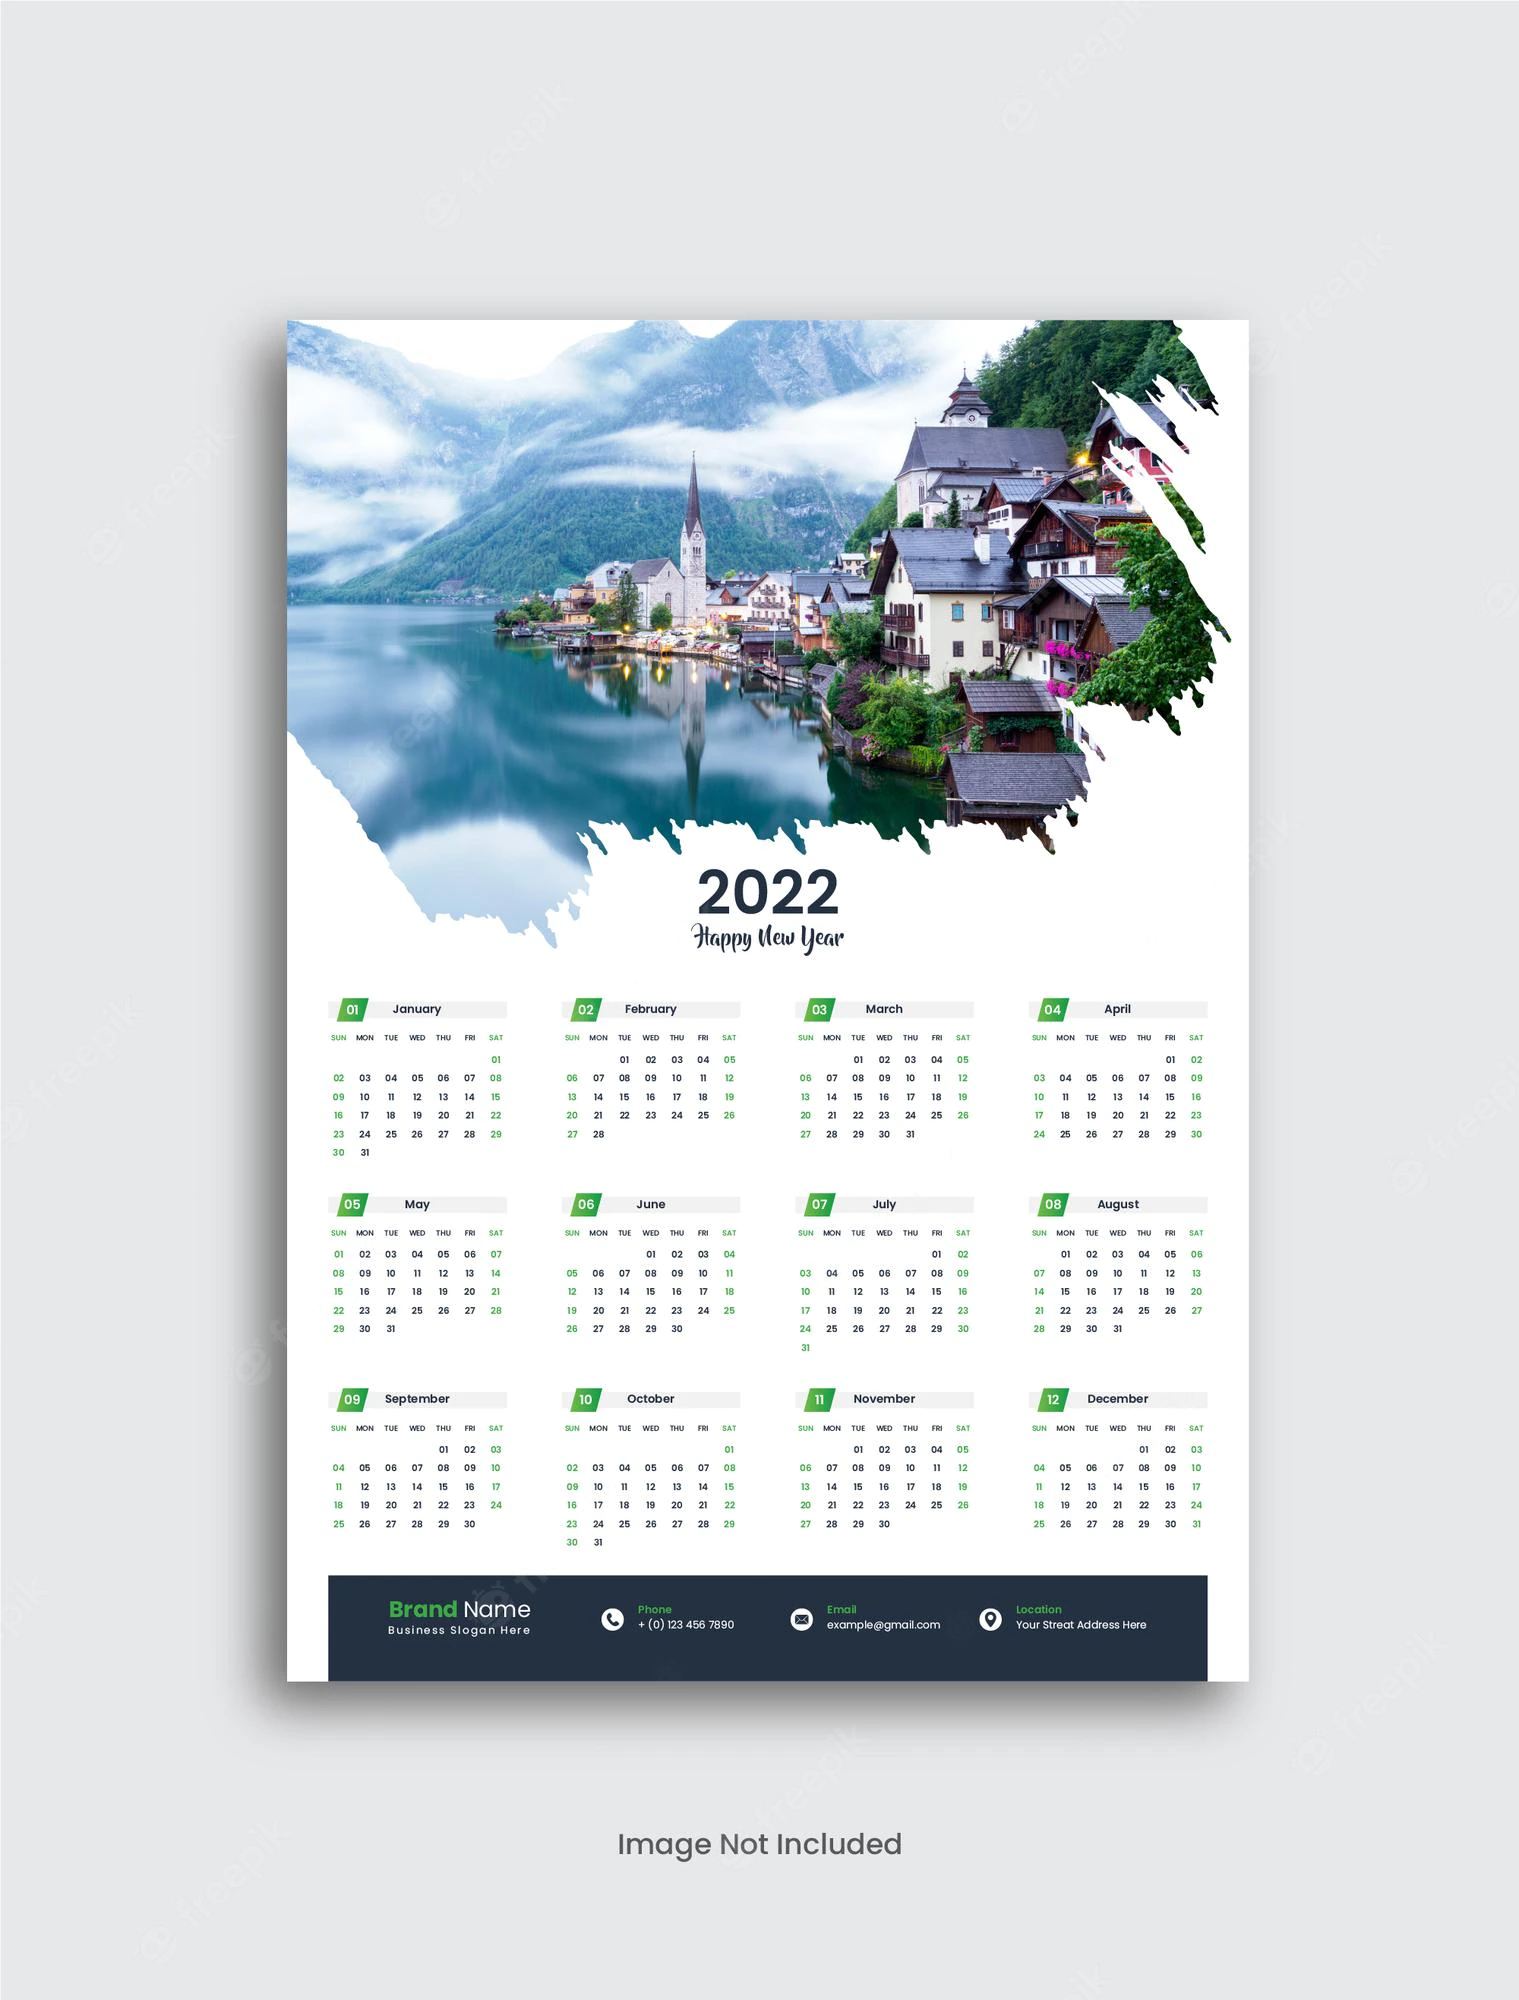 2022
Happy New Year
01 January
SUN MON TUE WED THU FRI SAT
01
02 03 04 05 06 07 08
09 10 11 12 13 14 15
16 17 18 19 20 21 22
23 24 25 26 27 28 29
30 31
02 February
SUN MON TUE WED THU FRI SAT
01 02 03 04 05
06 07 08 09 10 11 12
13 14 15 16 17 18 19
20 21 22 23 24 25 26
27 28
03 March
SUN MON TUE WED THU FRI SAT
01 02 03 04 05
06 07 08 09 10 11 12
13 14 15 16 17 18 19
20 21 22 23 24 25 26
27 28 29 30 31
04 April
SUN MON TUE WED THU FRI SAT
01 02
03 04 05 06 07 08 09
10 11 12 13 14 15 16
17 18 19 20 21 22 23
24 25 26 27 28 29 30
05 May
SUN MON TUE WED THU FRI SAT
01 02 03 04 05 06 07
08 09 10 11 12 13 14
15 16 17 18 19 20 21
22 23 24 25 26 27 28
29 30 31
06 June
SUN MON TUE WED THU FRI SAT
01 02 03 04
05 06 07 08 09 10 11
12 13 14 15 16 17 18
19 20 21 22 23 24 25
26 27 28 29 30
07 July
SUN MON TUE WED THU FRI SAT
01 02
03 04 05 06 07 08 09
10 11 12 13 14 15 16
17 18 19 20 21 22 23
24 25 26 27 28 29 30
31
08 August
SUN MON TUE WED THU FRI SAT
01 02 03 04 05 06
07 08 09 10 11 12 13
14 15 16 17 18 19 20
21 22 23 24 25 26 27
28 29 30 31
09 September
SUN MON TUE WED THU FRI SAT
01 02 03
04 05 06 07 08 09 10
11 12 13 14 15 16 17
18 19 20 21 22 23 24
25 26 27 28 29 30
10 October
SUN MON TUE WED THU FRI SAT
01
02 03 04 05 06 07 08
09 10 11 12 13 14 15
16 17 18 19 20 21 22
23 24 25 26 27 28 29
30 31
11 November
SUN MON TUE WED THU FRI SAT
01 02 03 04 05
06 07 08 09 10 11 12
13 14 15 16 17 18 19
20 21 22 23 24 25 26
27 28 29 30
12 December
SUN MON TUE WED THU FRI SAT
01 02 03
04 05 06 07 08 09 10
11 12 13 14 15 16 17
18 19 20 21 22 23 24
25 26 27 28 29 30 31
Brand Name
Business Slogan Here
Phone
+ (0) 123 456 7890
Email
example@gmail.com
Location
Your Streat Address Here
Image Not Included
freepik